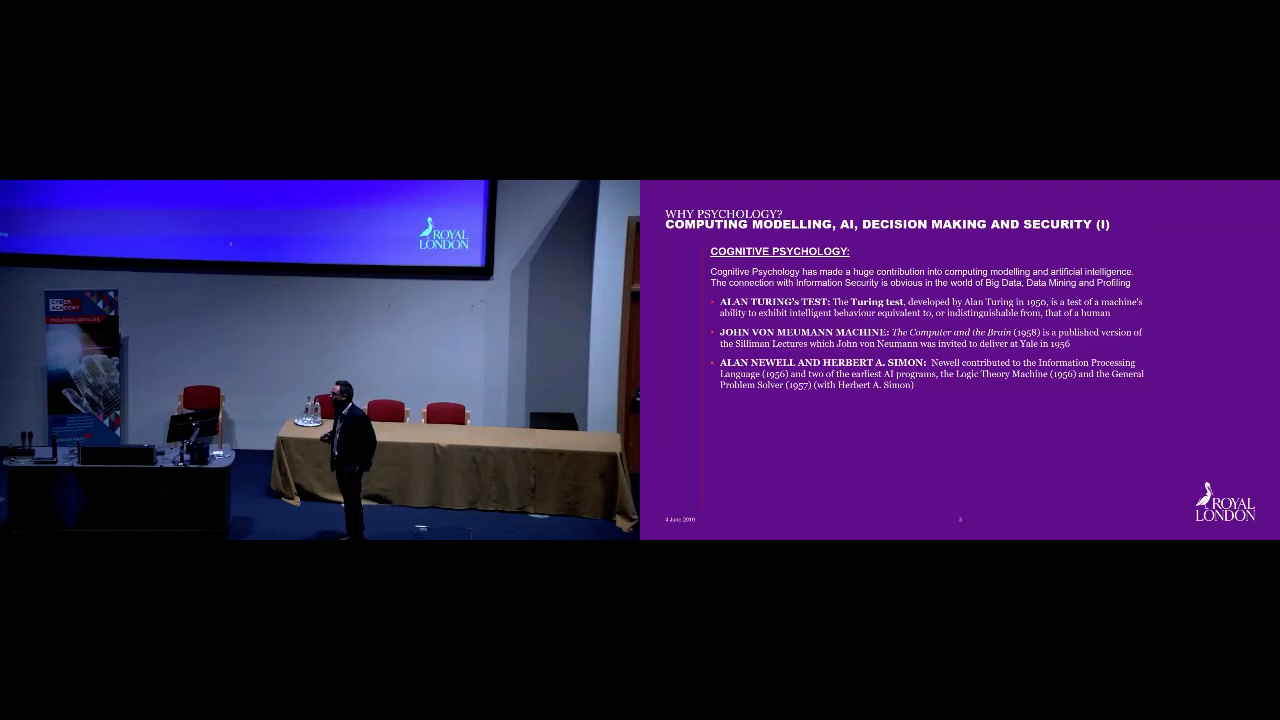 ROYAL
LONDON
WHY PSYCHOLOGY?
COMPUTING MODELLING, AI, DECISION MAKING AND SECURITY (I)
COGNITIVE PSYCHOLOGY:
Cognitive Psychology has made a huge contribution into computing modelling and artificial intelligence.
The connection with Information Security is obvious in the world of Big Data, Data Mining and Profiling
• ALAN TURING'S TEST: The Turing test, developed by Alan Turing in 1950, is a test of a machine's
ability to exhibit intelligent behaviour equivalent to, or indistinguishable from, that of a human
• JOHN VON MEUMANN MACHINE: The Computer and the Brain (1958) is a published version of
the Silliman Lectures which John von Neumann was invited to deliver at Yale in 1956
• ALAN NEWELL AND HERBERT A. SIMON: Newell contributed to the Information Processing
Language (1956) and two of the earliest AI programs, the Logic Theory Machine (1956) and the General
Problem Solver (1957) (with Herbert A. Simon)
4 June 2019
5
ROYAL
LONDON